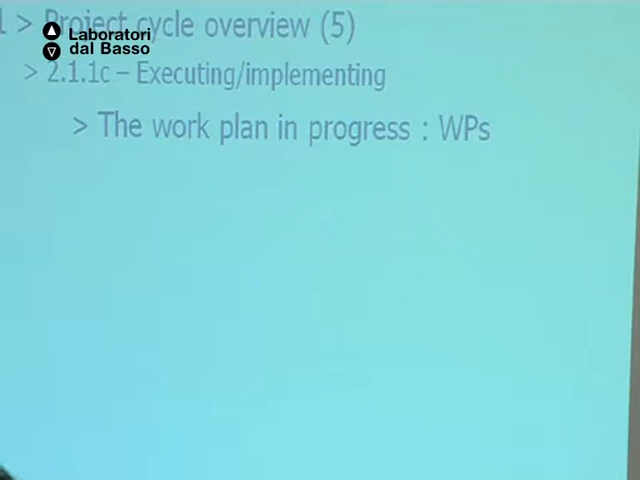 1 > Project cycle overview (5)
Laboratori
dal Basso
> 2.1.1c – Executing/implementing
> The work plan in progress : WPs